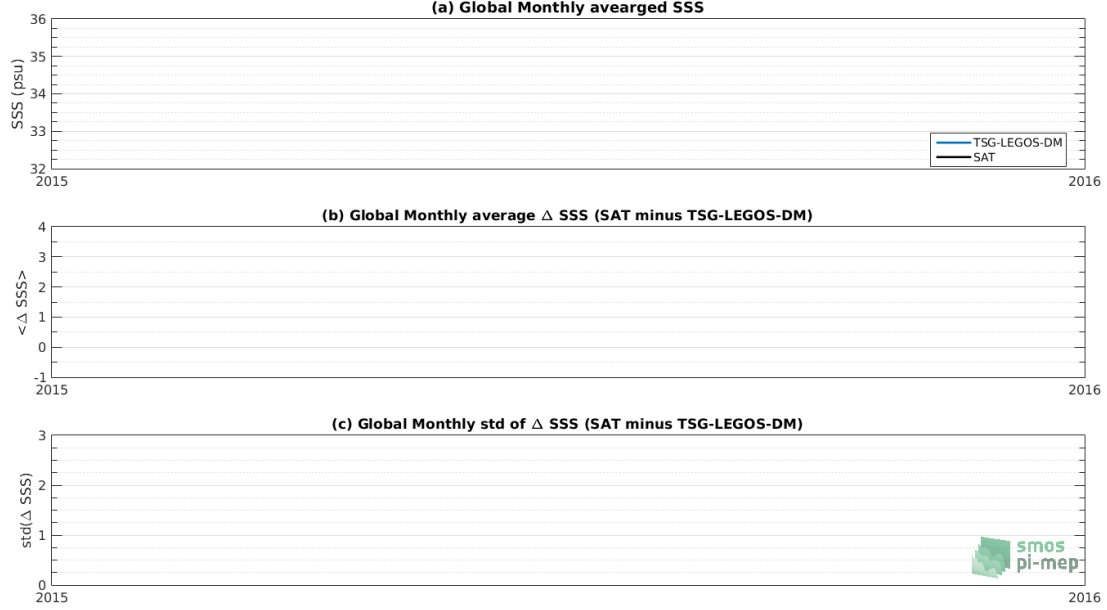 (a) Global Monthly avearged SSS
36
35
34
33
32
SSS (psu)
TSG-LEGOS-DM
SAT
2015
2016
(b) Global Monthly average Δ SSS (SAT minus TSG-LEGOS-DM)
4
3
2
1
0
-1
<Δ SSS>
2015
2016
(c) Global Monthly std of Δ SSS (SAT minus TSG-LEGOS-DM)
3
2
1
0
std(Δ SSS)
smos
pi-mep
2015
2016